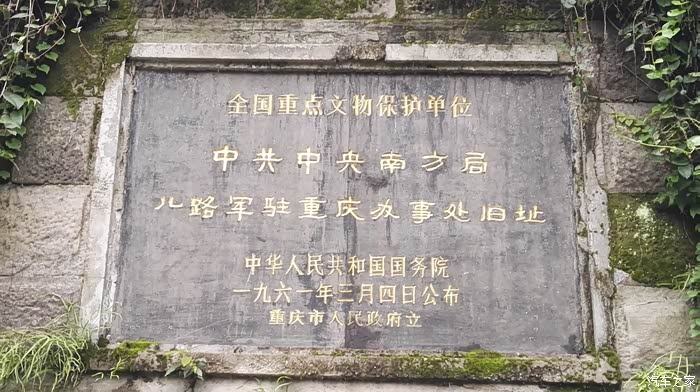 全国重点文物保护单位
中共中央南方局
八路军驻重庆办事处旧址
中华人民共和国国务院
一九六一年三月四日公布
重庆市人民政府立
汽车之家